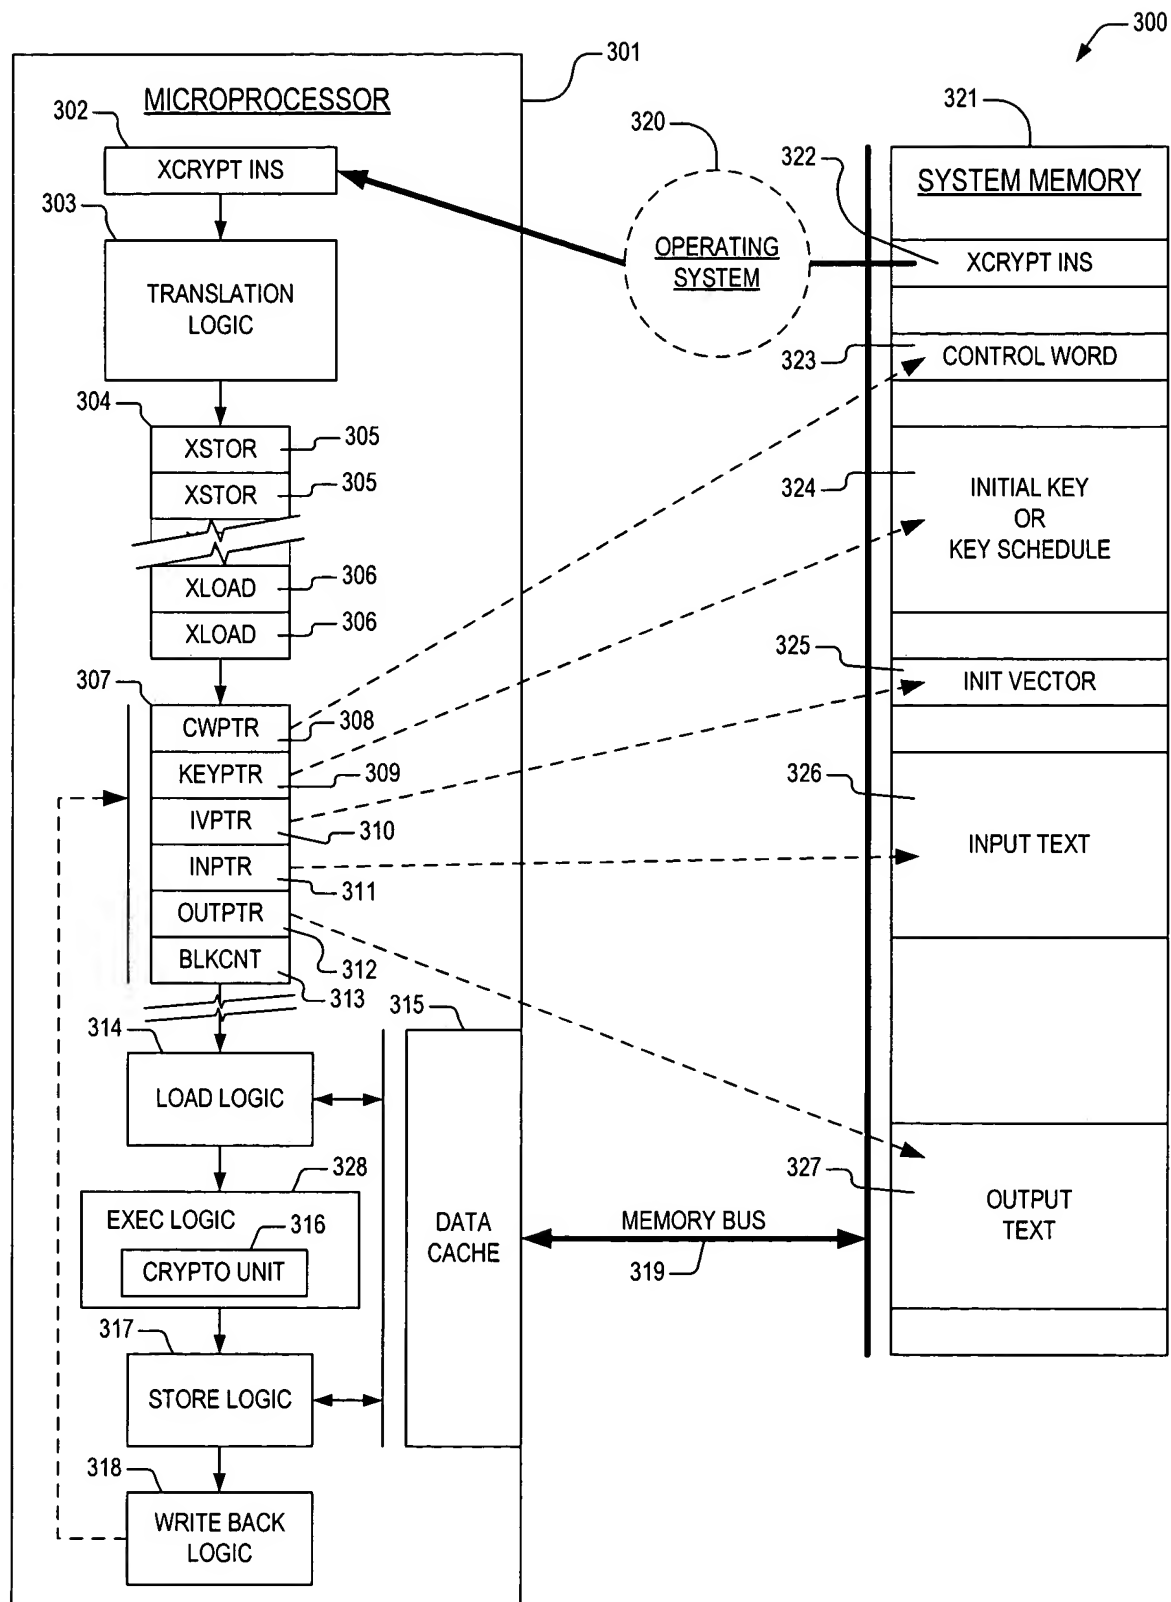 300
301
MICROPROCESSOR
302
XCRYPT INS
303
TRANSLATION
LOGIC
304
XSTOR
305
XSTOR
305
XLOAD
306
XLOAD
306
307
CWPTR
308
KEYPTR
309
IVPTR
310
INPTR
311
OUTPTR
312
BLKCNT
313
314
LOAD LOGIC
315
DATA
CACHE
328
EXEC LOGIC
316
CRYPTO UNIT
317
STORE LOGIC
318
WRITE BACK
LOGIC
MEMORY BUS
319
320
OPERATING
SYSTEM
321
SYSTEM MEMORY
322
XCRYPT INS
323
CONTROL WORD
324
INITIAL KEY
OR
KEY SCHEDULE
325
INIT VECTOR
326
INPUT TEXT
327
OUTPUT
TEXT